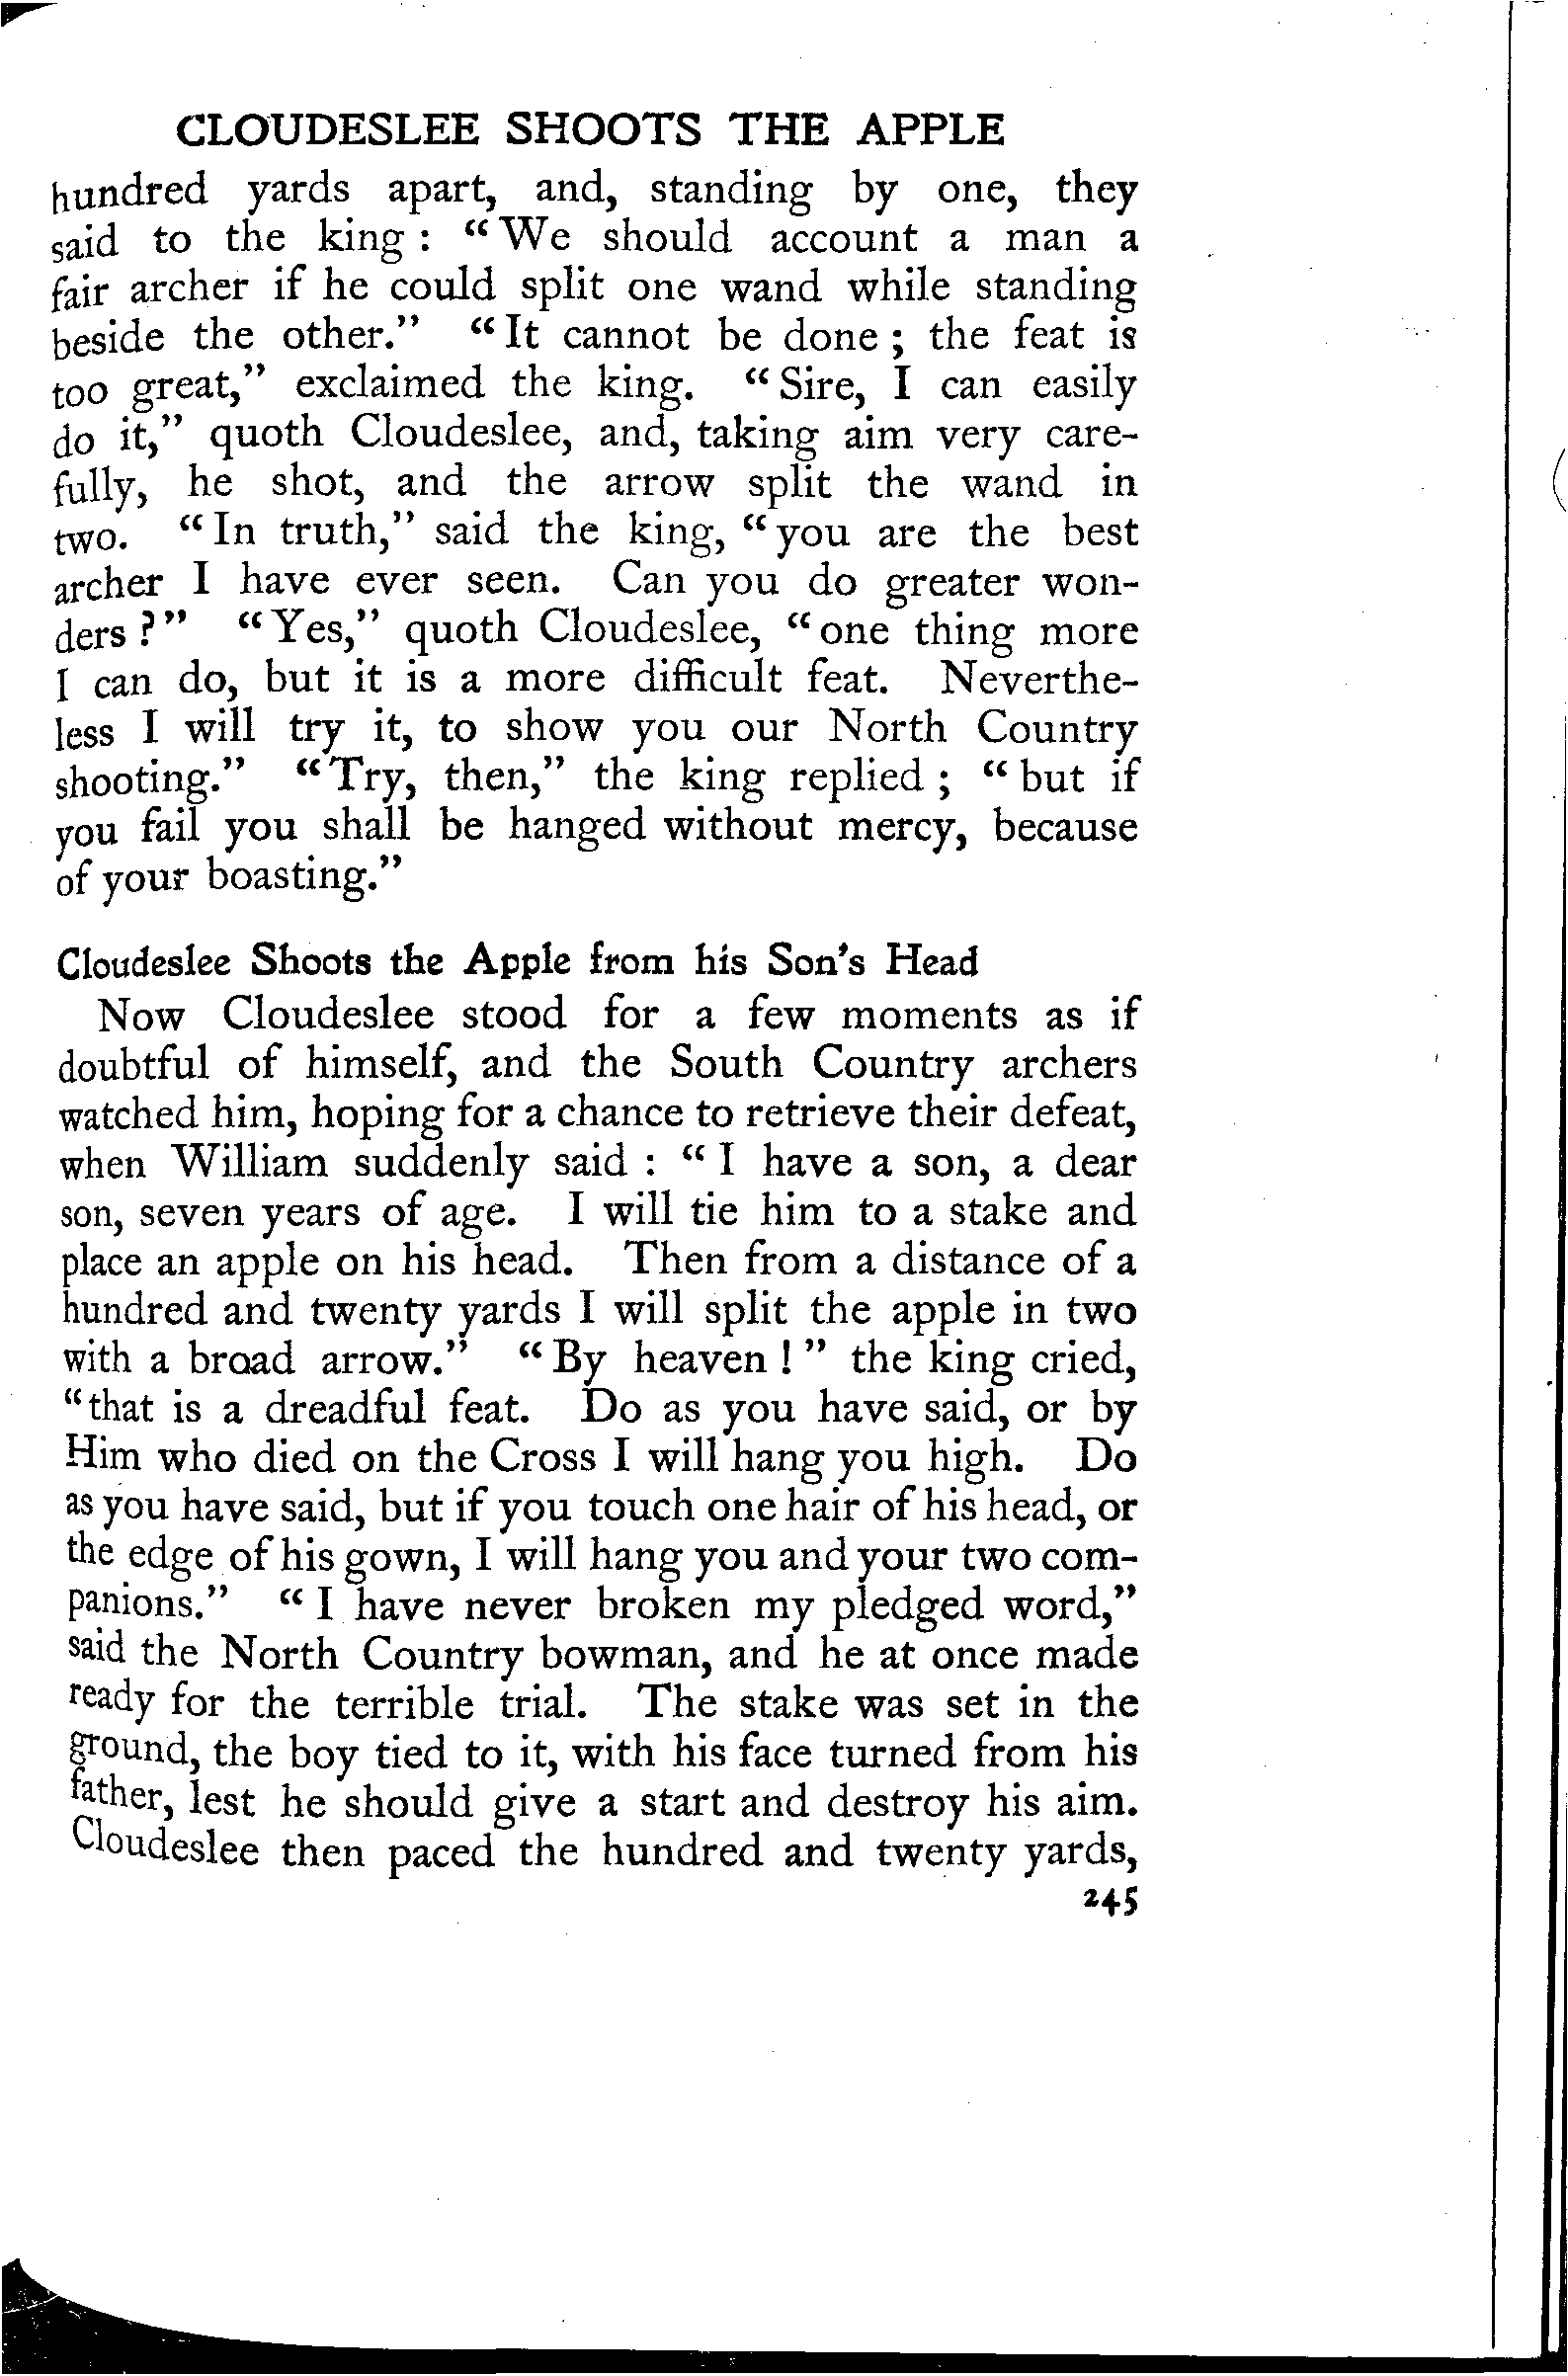 CLOUDESLEE SHOOTS THE APPLE
hundred yards apart, and, standing by one, they
said to the king : “We should account a man a
fair archer if he could split one wand while standing
beside the other.” “It cannot be done ; the feat is
too great,” exclaimed the king. “Sire, I can easily
do it,” quoth Cloudeslee, and, taking aim very care-
fully, he shot, and the arrow split the wand in
two. “In truth,” said the king, “you are the best
archer I have ever seen. Can you do greater won-
ders ?” “Yes,” quoth Cloudeslee, “one thing more
I can do, but it is a more difficult feat. Neverthe-
less I will try it, to show you our North Country
shooting.” “Try, then,” the king replied ; “but if
you fail you shall be hanged without mercy, because
of your boasting.”
Cloudeslee Shoots the Apple from his Son's Head
Now Cloudeslee stood for a few moments as if
doubtful of himself, and the South Country archers
watched him, hoping for a chance to retrieve their defeat,
when William suddenly said : “I have a son, a dear
son, seven years of age. I will tie him to a stake and
place an apple on his head. Then from a distance of a
hundred and twenty yards I will split the apple in two
with a broad arrow.” “By heaven !” the king cried,
“that is a dreadful feat. Do as you have said, or by
Him who died on the Cross I will hang you high. Do
as you have said, but if you touch one hair of his head, or
the edge of his gown, I will hang you and your two com-
panions.” “I have never broken my pledged word,”
said the North Country bowman, and he at once made
ready for the terrible trial. The stake was set in the
ground, the boy tied to it, with his face turned from his
father, lest he should give a start and destroy his aim.
Cloudeslee then paced the hundred and twenty yards,
245